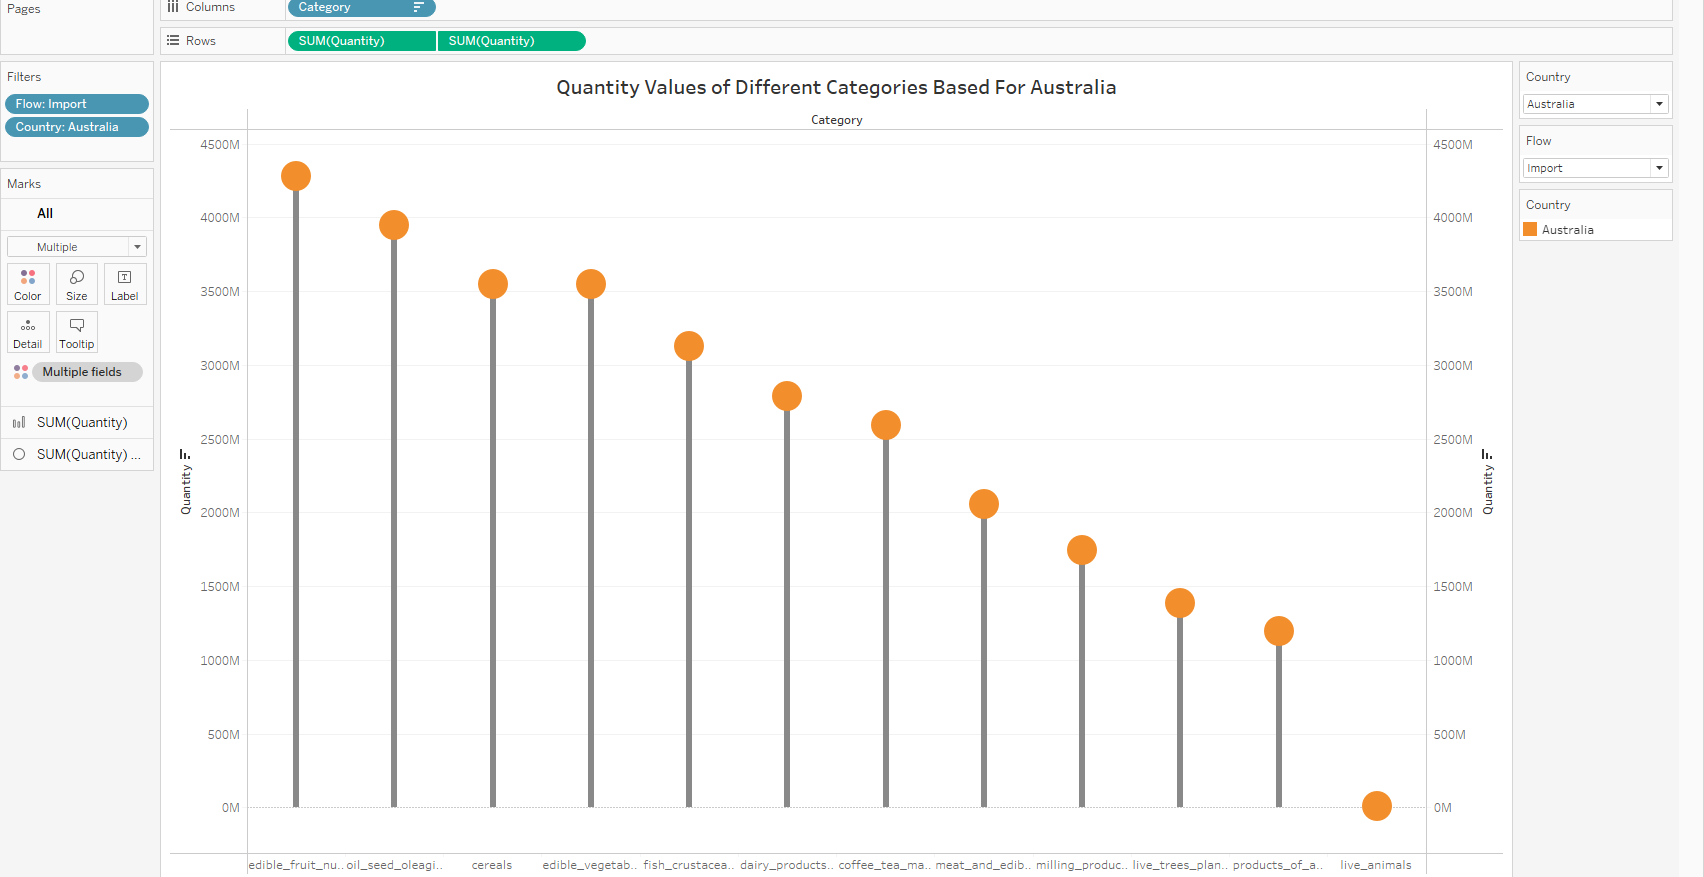 Pages
Columns
Category
Rows
SUM(Quantity)
SUM(Quantity)
Filters
Flow: Import
Country: Australia
Marks
All
Multiple
Color
Size
Label
Detail
Tooltip
Multiple fields
SUM(Quantity)
SUM(Quantity) ...
Quantity Values of Different Categories Based For Australia
Category
Quantity
4500M
4000M
3500M
3000M
2500M
2000M
1500M
1000M
500M
0M
4500M
4000M
3500M
3000M
2500M
2000M
1500M
1000M
500M
0M
Quantity
edible_fruit_nu..
oil_seed_oleagi..
cereals
edible_vegetab..
fish_crustacea..
dairy_products..
coffee_tea_ma..
meat_and_edib..
milling_produc..
live_trees_plan..
products_of_a..
live_animals
Country
Australia
Flow
Import
Country
Australia